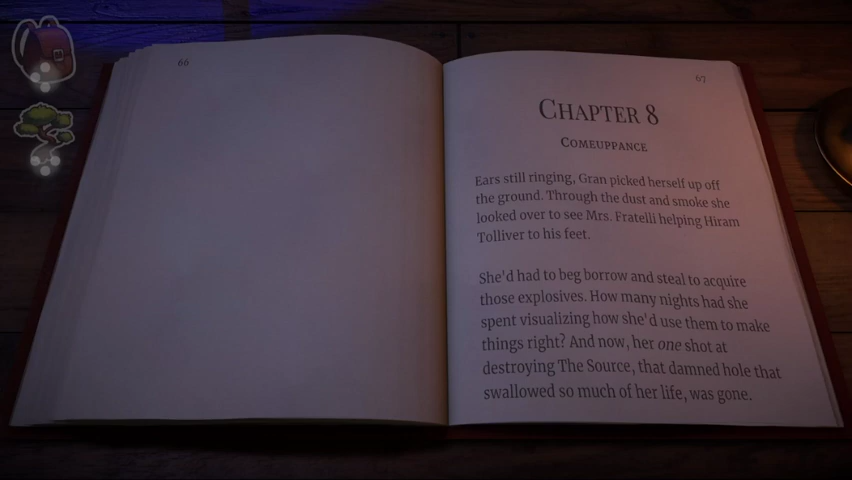 66
67
Chapter 8
Comeuppance
Ears still ringing, Gran picked herself up off
the ground. Through the dust and smoke she
looked over to see Mrs. Fratelli helping Hiram
Tolliver to his feet.
She'd had to beg borrow and steal to acquire
those explosives. How many nights had she
spent visualizing how she'd use them to make
things right? And now, her one shot at
destroying The Source, that damned hole that
swallowed so much of her life, was gone.